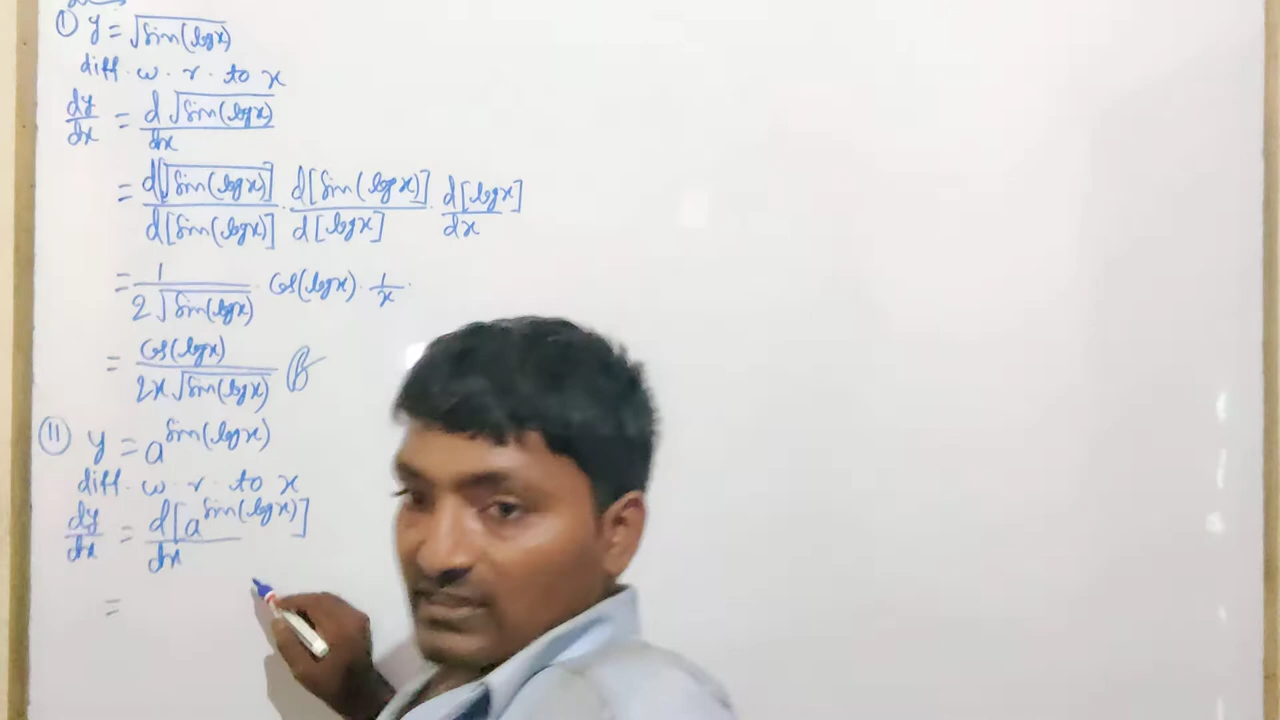 ① y = √sin(logx)
diff. w. r. to x
dy/dx = d √sin(logx)/dx
= d[√sin(logx)]/d[sin(logx)] · d[sin(logx)]/d[logx] · d[logx]/dx
= 1/2√sin(logx) · cos(logx) · 1/x ·
= cos(logx)/2x√sin(logx)
⑪ y = a^sin(logx)
diff. w. r. to x
dy/dx = d[a^sin(logx)]/dx
=